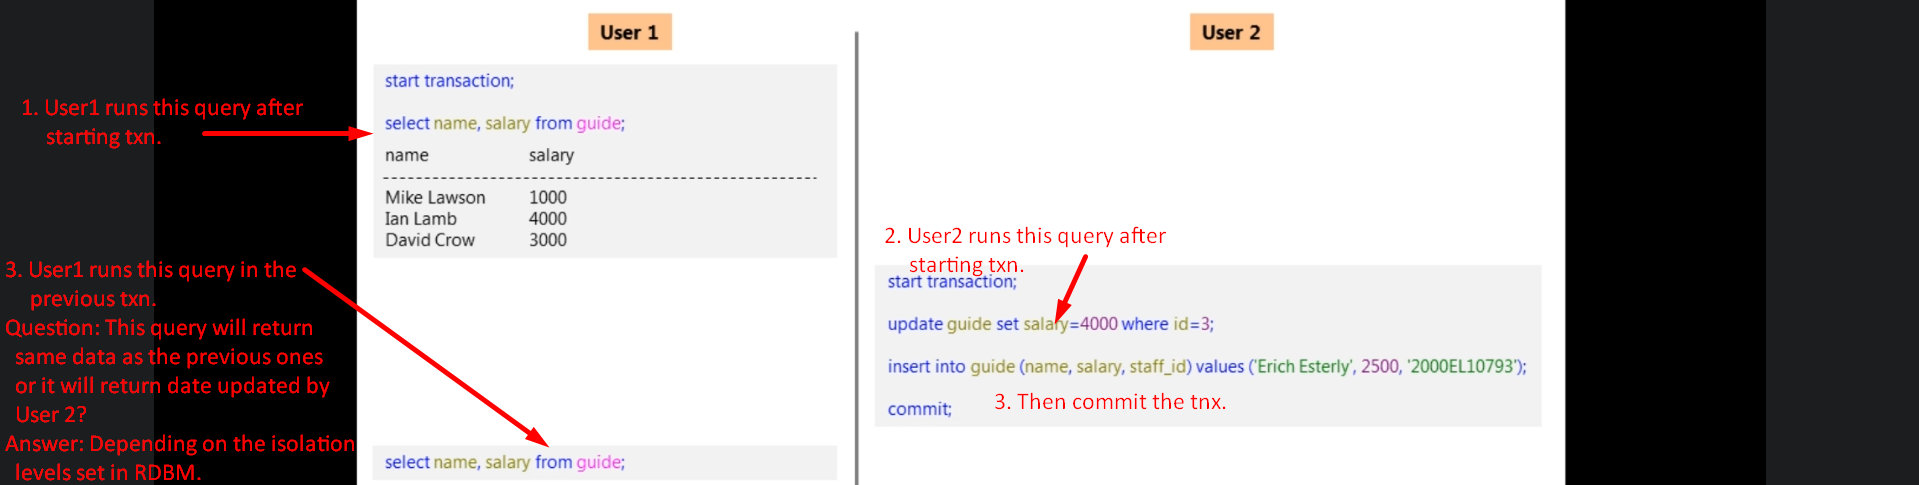 User 1
start transaction;
select name, salary from guide;
name salary
--------------------------------------------------------------
Mike Lawson 1000
Ian Lamb 4000
David Crow 3000
select name, salary from guide;
User 2
start transaction;
update guide set salary=4000 where id=3;
insert into guide (name, salary, staff_id) values ('Erich Esterly', 2500, '2000EL10793');
commit;
1. User1 runs this query after
starting txn.
2. User2 runs this query after
starting txn.
3. Then commit the tnx.
3. User1 runs this query in the
previous txn.
Question: This query will return
same data as the previous ones
or it will return date updated by
User 2?
Answer: Depending on the isolation
levels set in RDBM.